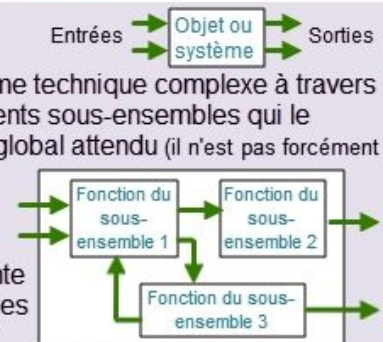 Entrées
Objet ou
système
Sorties
me technique complexe à travers
ents sous-ensembles qui le
global attendu (il n'est pas forcément
Fonction du
sous-
ensemble 1
Fonction du
sous-
ensemble 2
nte
es
Fonction du sous-
ensemble 3